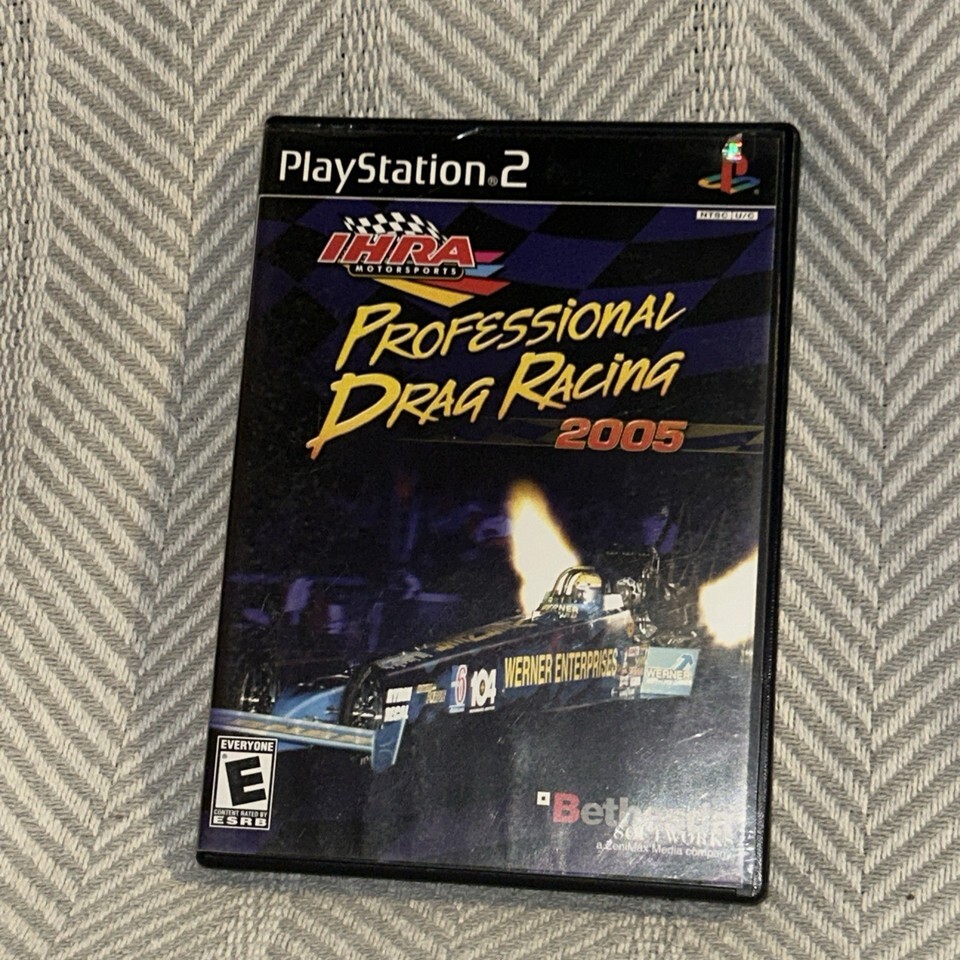 PlayStation®2
NTSC U/C
IHRA
MOTORSPORTS
PROFESSIONAL
DRAG RACING
2005
WERNER ENTERPRISES
6 104
WERNER
EVERYONE
E
CONTENT RATED BY
ESRB
SOFTWORKS
a ZeniMax Media company